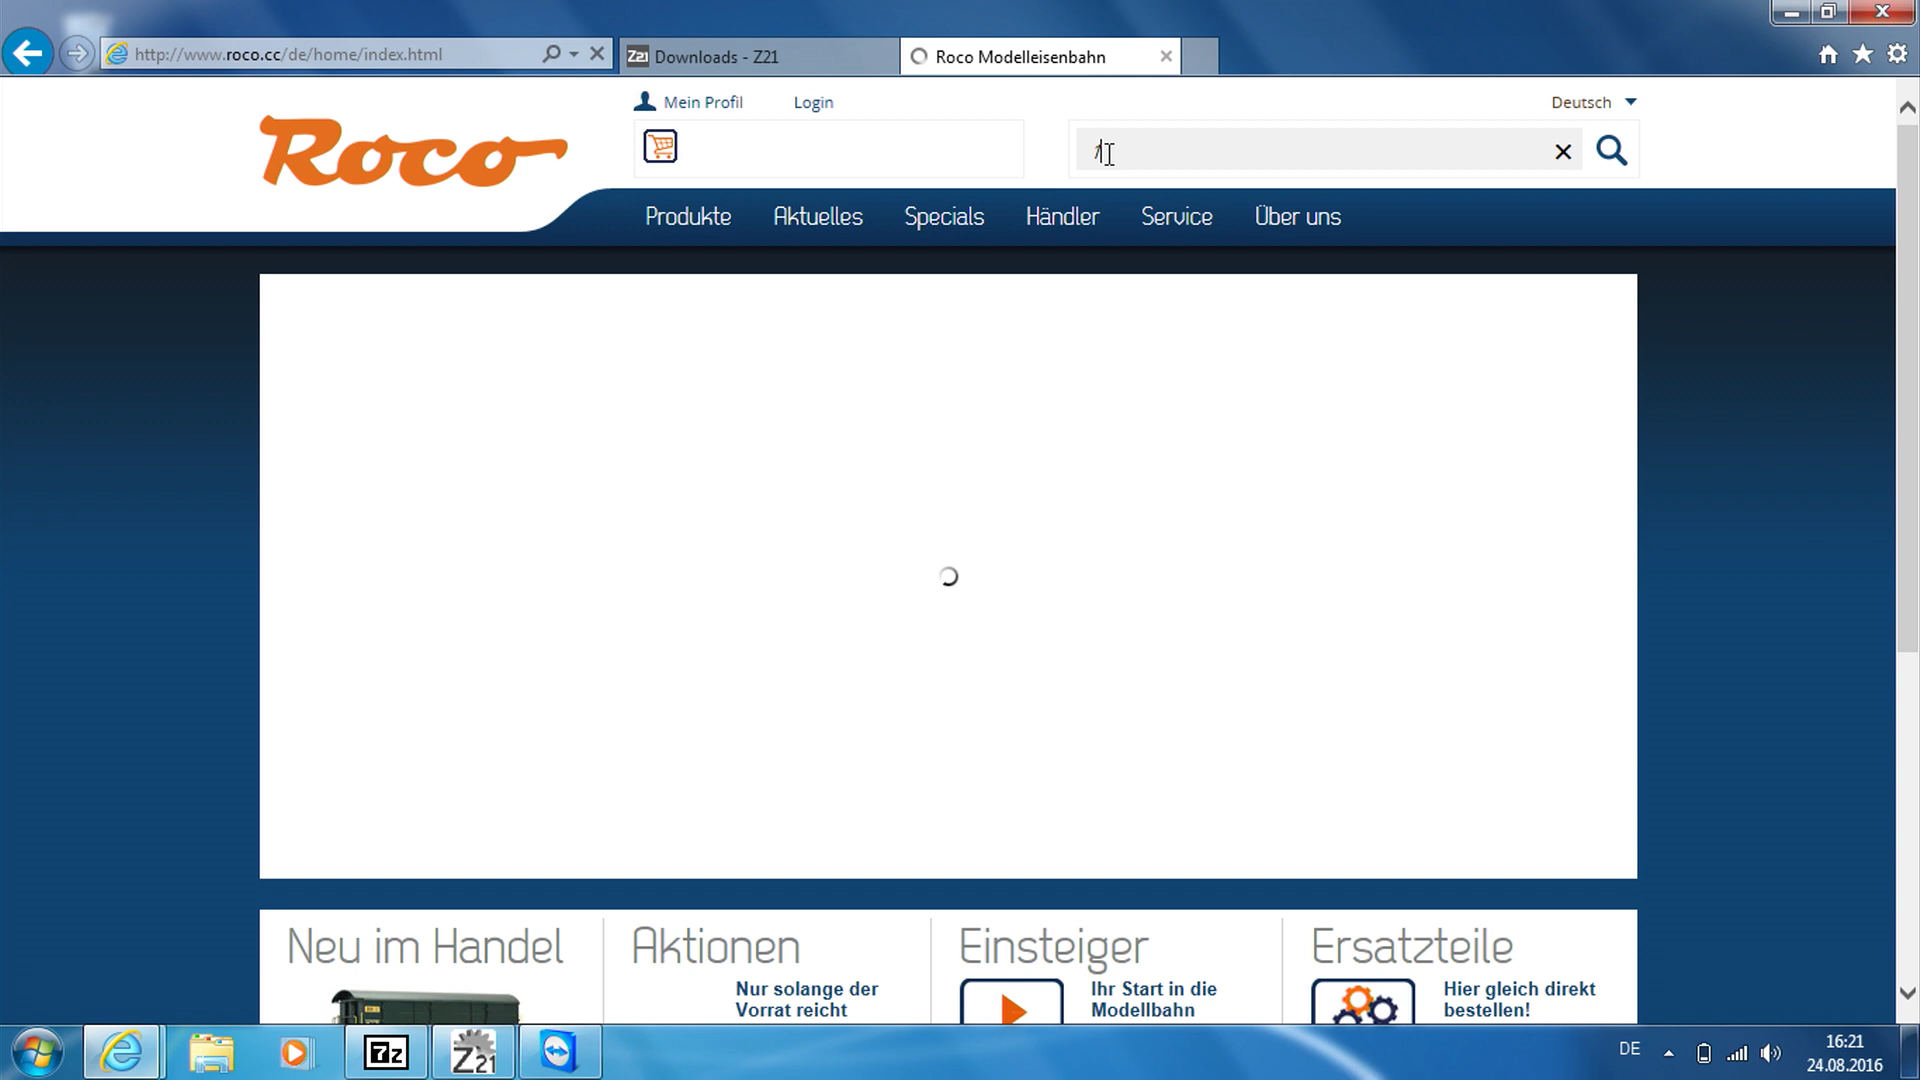 http://www.roco.cc/de/home/index.html
Z21 Downloads - Z21
Roco Modelleisenbahn
Mein Profil
Login
Deutsch
Roco
Produkte
Aktuelles
Specials
Händler
Service
Über uns
Neu im Handel
Aktionen
Nur solange der
Vorrat reicht
Einsteiger
Ihr Start in die
Modellbahn
Ersatzteile
Hier gleich direkt
bestellen!
7z
Z21
DE
16:21
24.08.2016